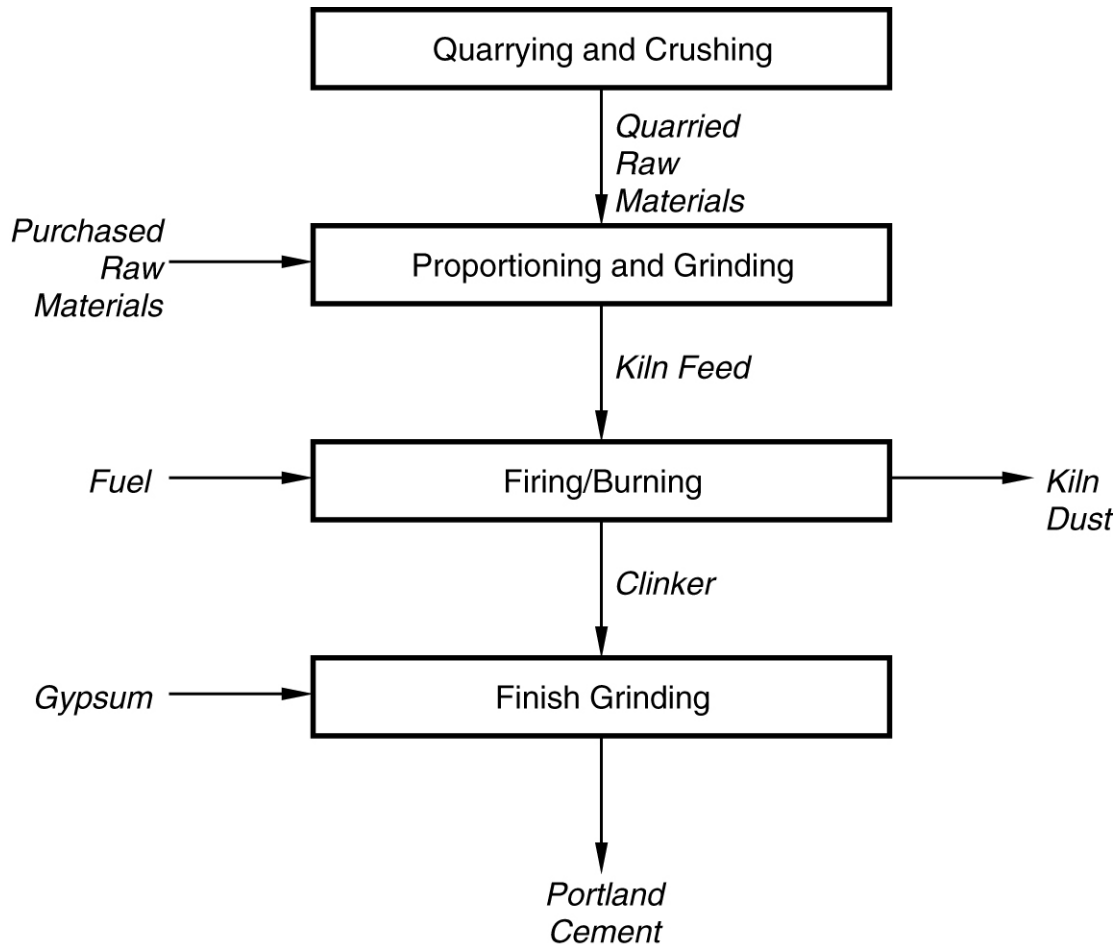 Quarrying and Crushing
Quarried
Raw
Materials
Purchased
Raw
Materials
Proportioning and Grinding
Kiln Feed
Fuel
Firing/Burning
Kiln
Dust
Clinker
Gypsum
Finish Grinding
Portland
Cement